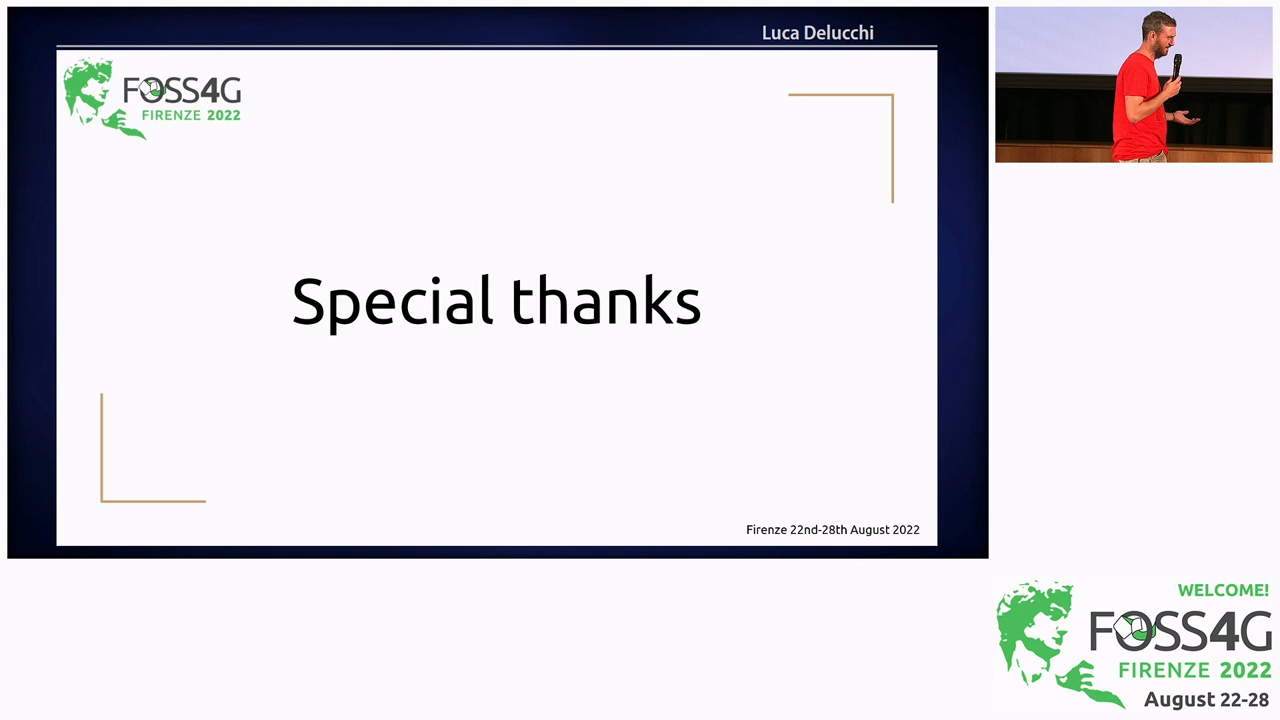 Luca Delucchi
FOSS4G
FIRENZE 2022
Special thanks
Firenze 22nd-28th August 2022
WELCOME!
FOSS4G
FIRENZE 2022
August 22-28